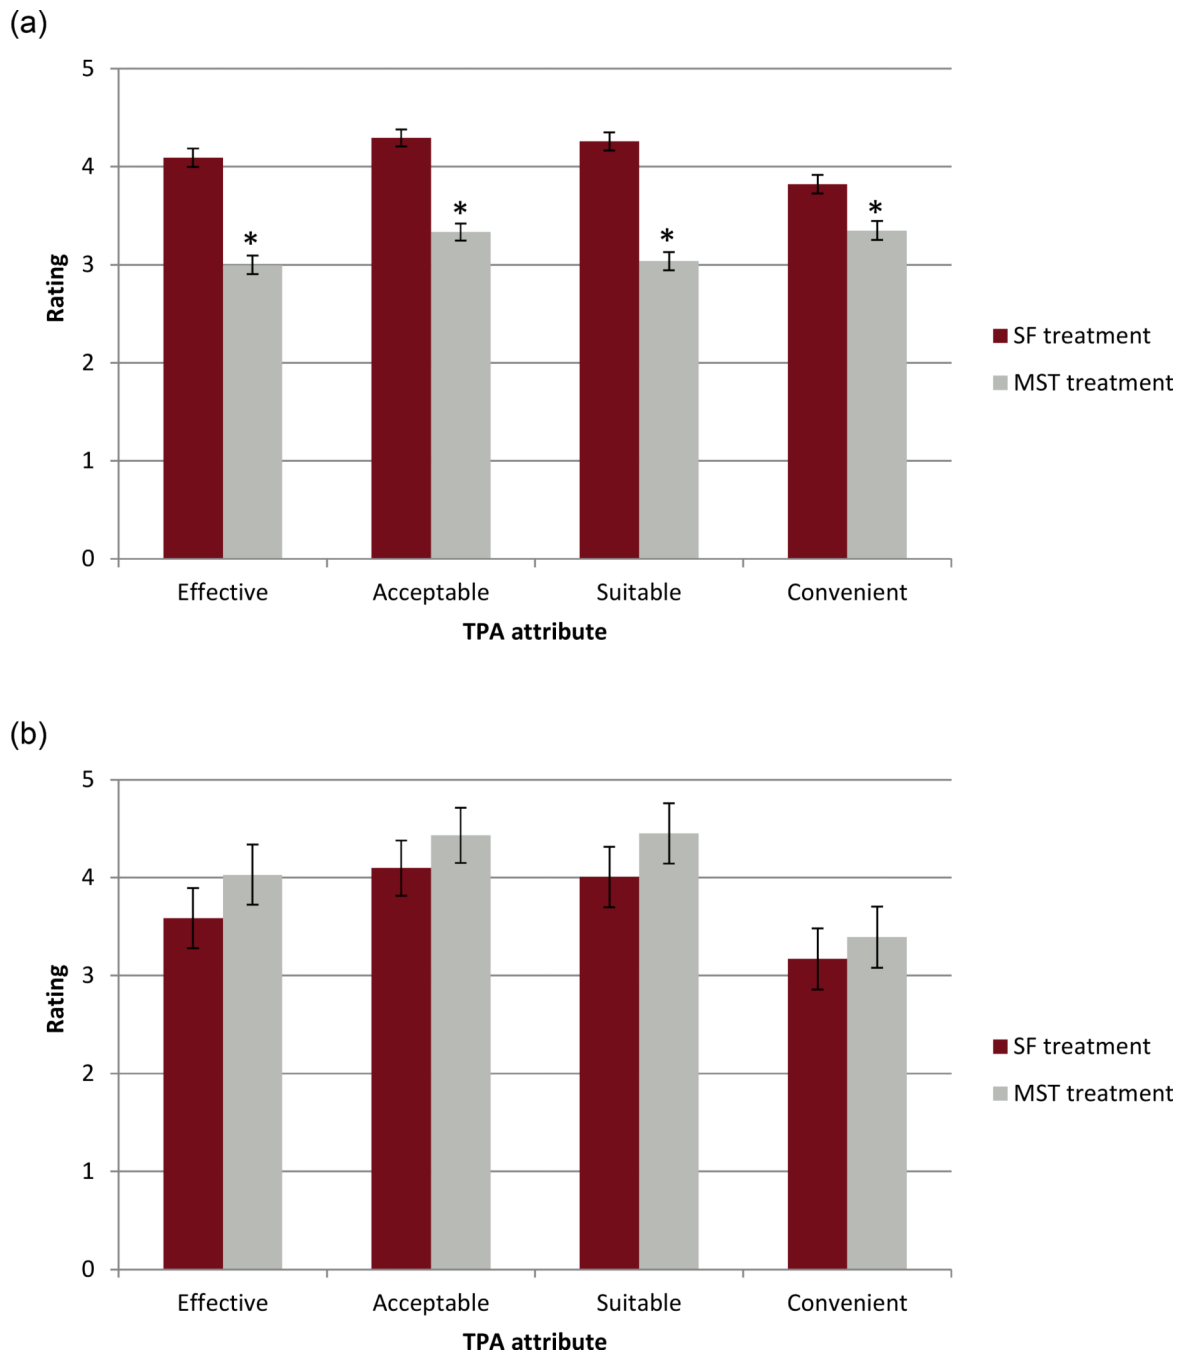 (a)
5
4
3
2
1
0
Rating
* * * *
Effective Acceptable Suitable Convenient
TPA attribute
SF treatment
MST treatment
(b)
5
4
3
2
1
0
Rating
Effective Acceptable Suitable Convenient
TPA attribute
SF treatment
MST treatment